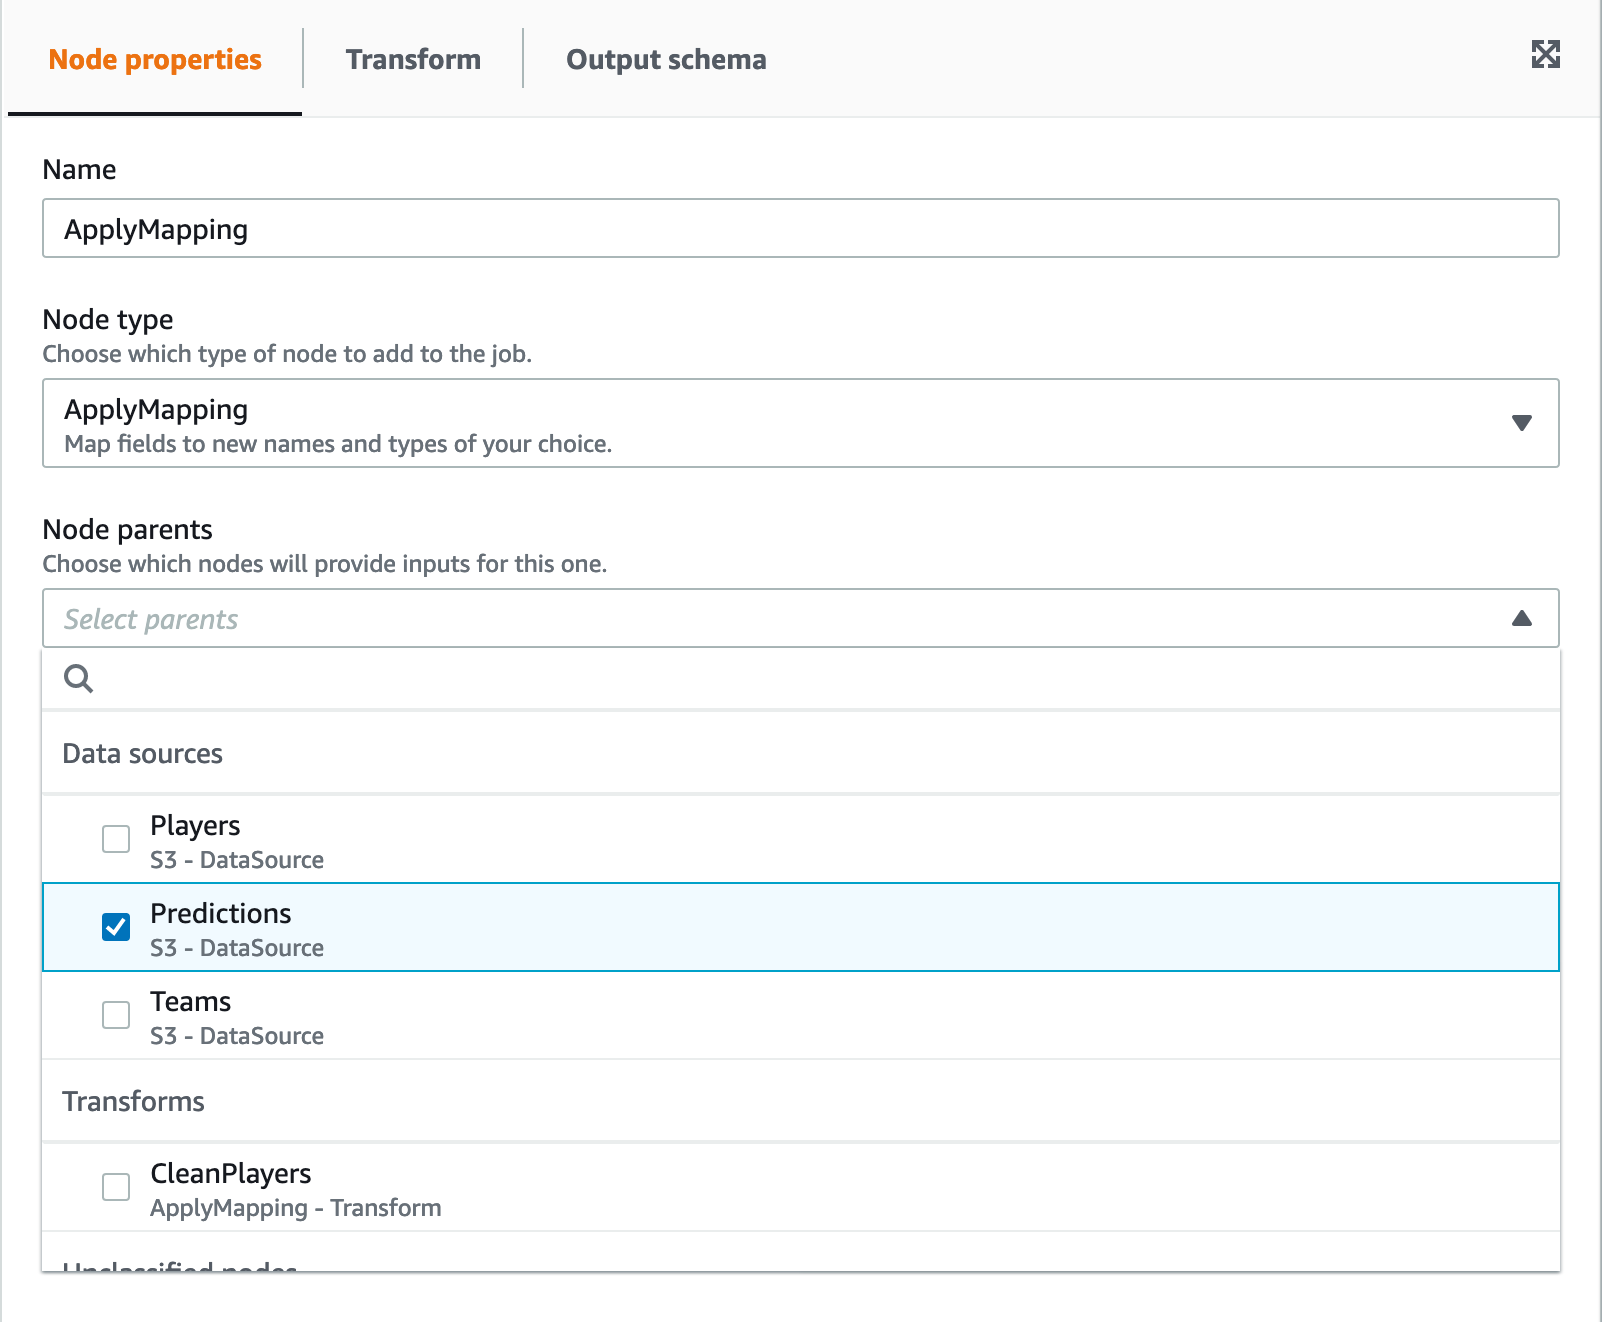 Node properties
Transform
Output schema
Name
ApplyMapping
Node type
Choose which type of node to add to the job.
ApplyMapping
Map fields to new names and types of your choice.
Node parents
Choose which nodes will provide inputs for this one.
Select parents
Data sources
Players
S3 - DataSource
Predictions
S3 - DataSource
Teams
S3 - DataSource
Transforms
CleanPlayers
ApplyMapping - Transform
Unclassified nodes